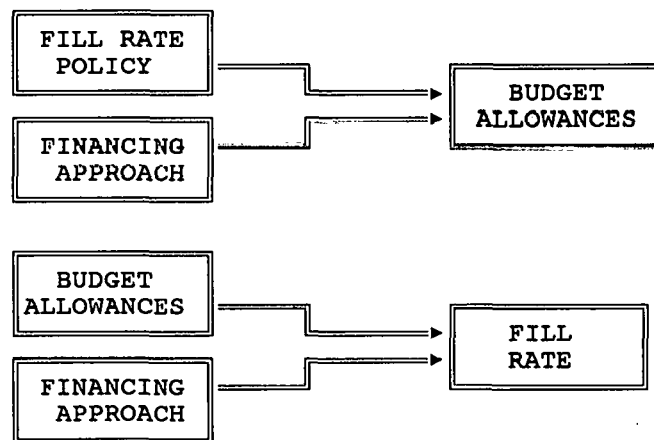 FILL RATE
POLICY
BUDGET
ALLOWANCES
FINANCING
APPROACH
BUDGET
ALLOWANCES
FILL
RATE
FINANCING
APPROACH